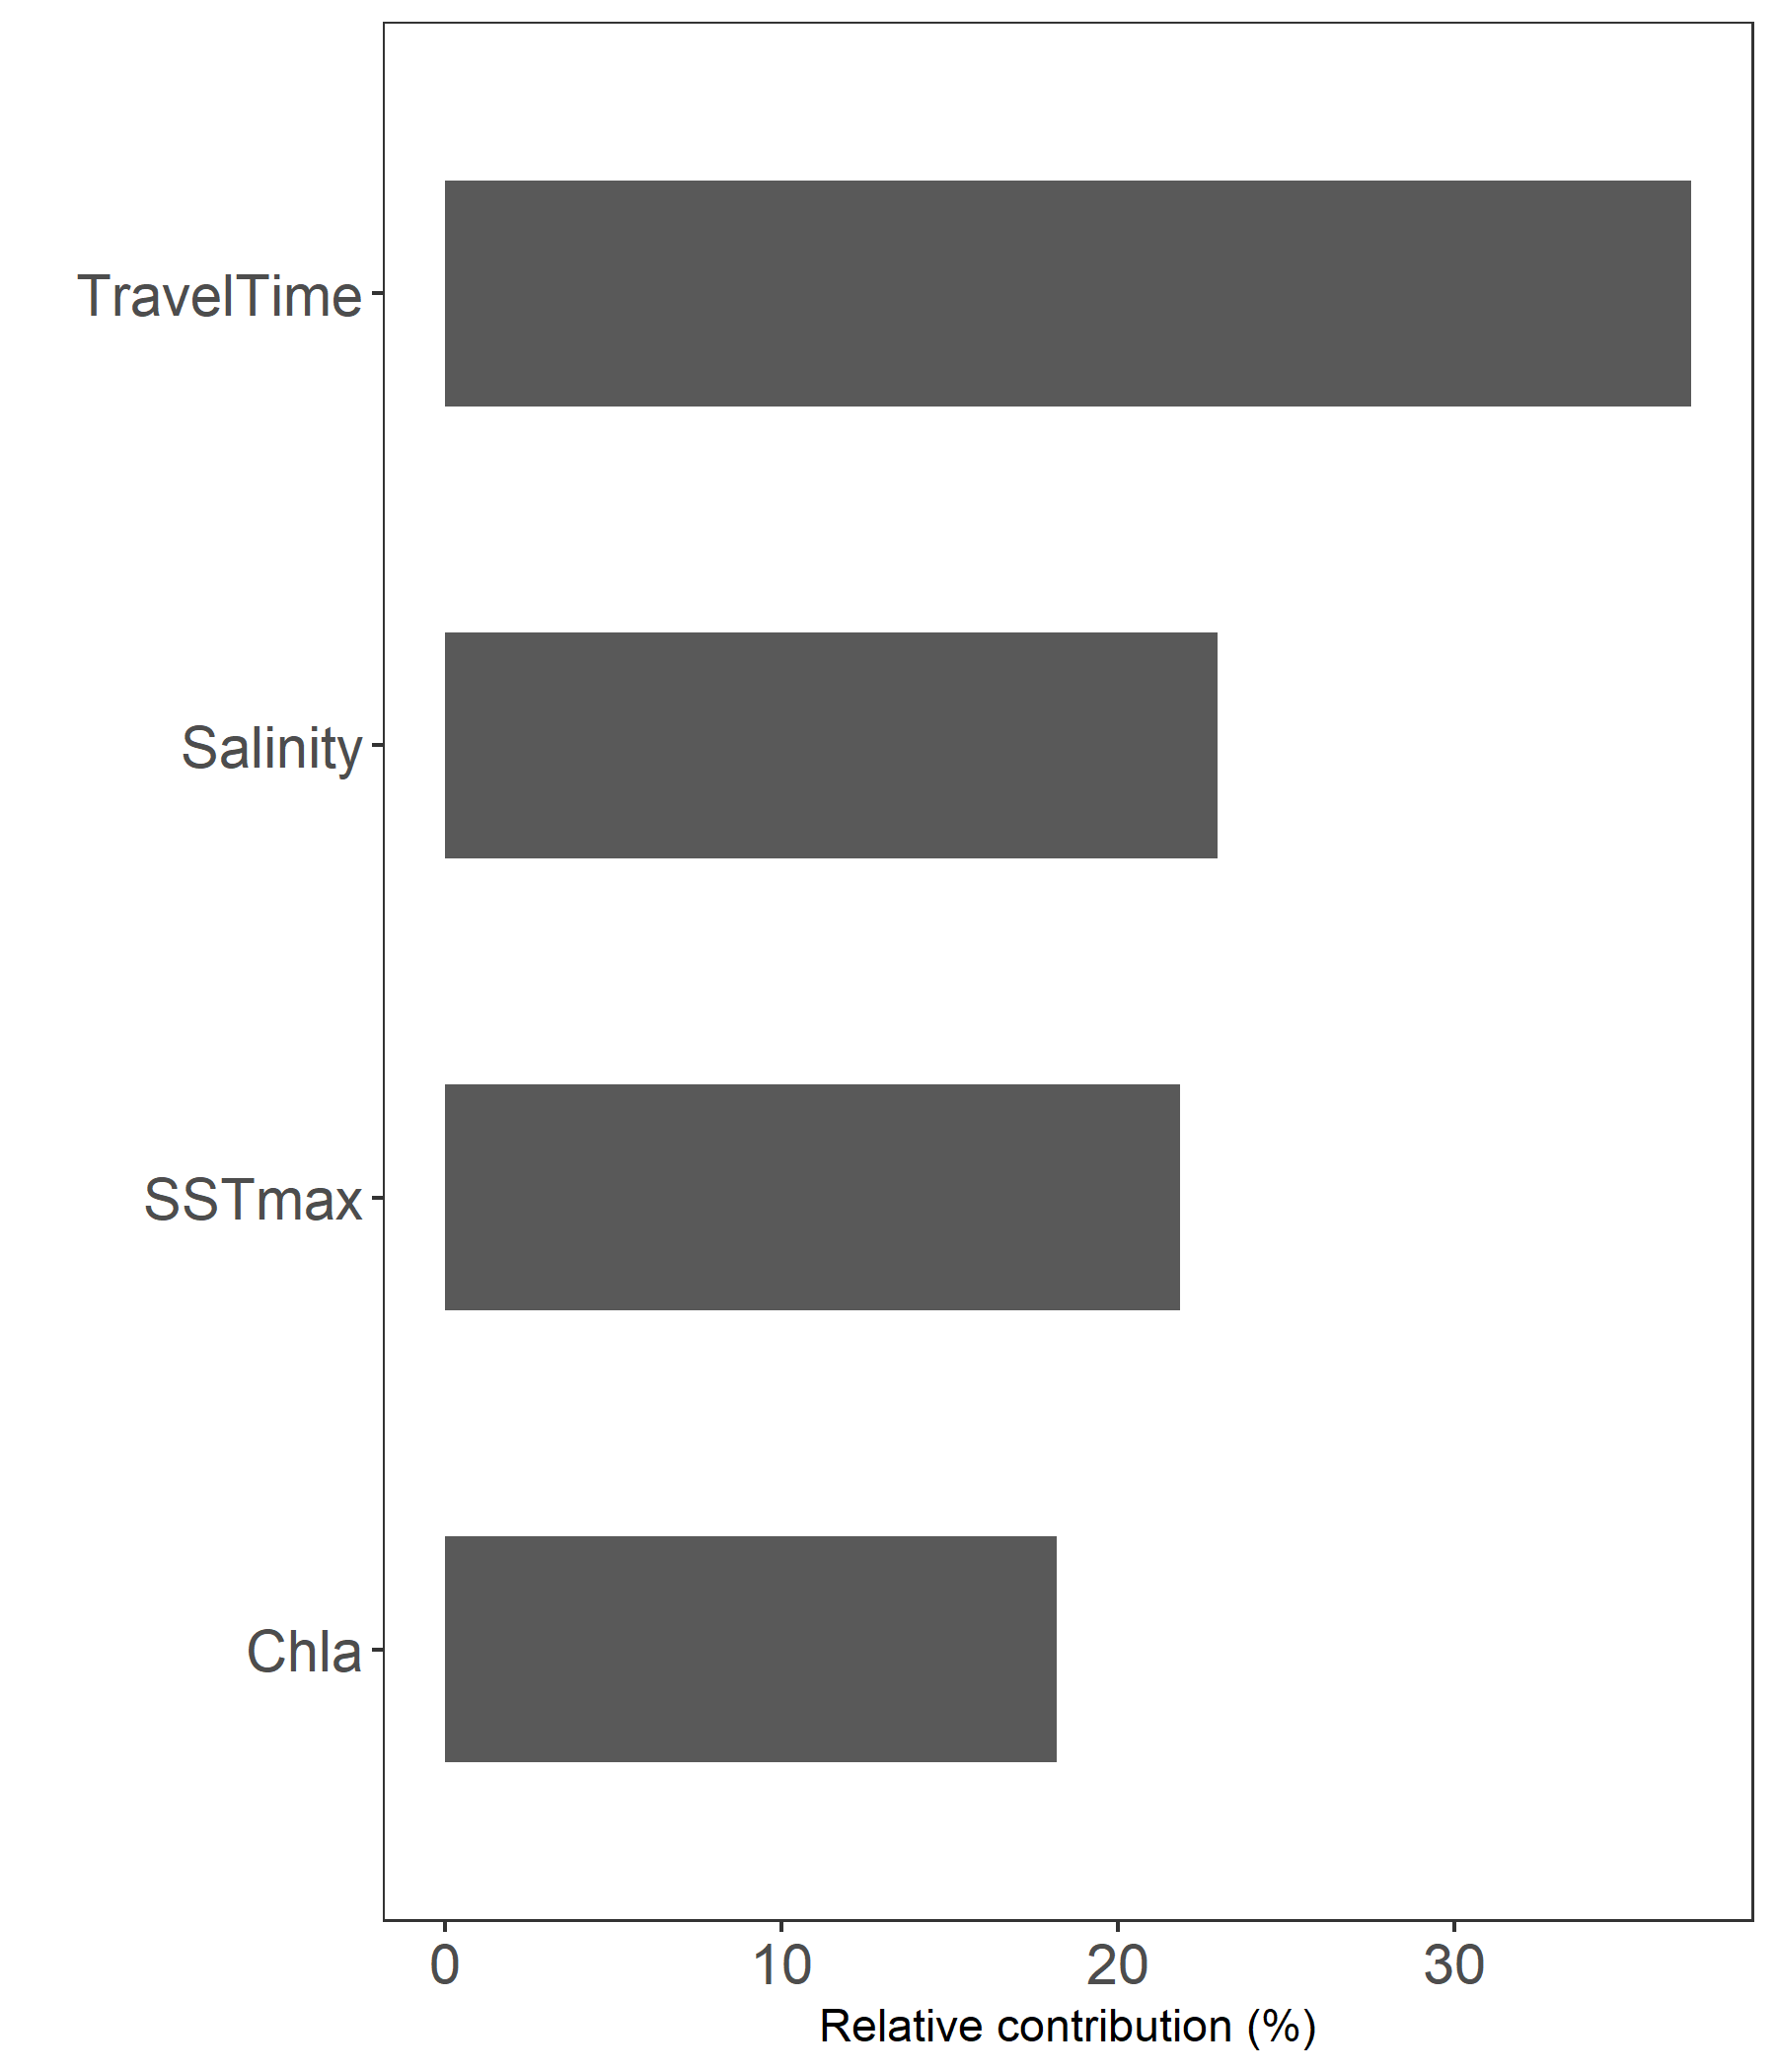 TravelTime
Salinity
SSTmax
Chla
0 10 20 30
Relative contribution (%)